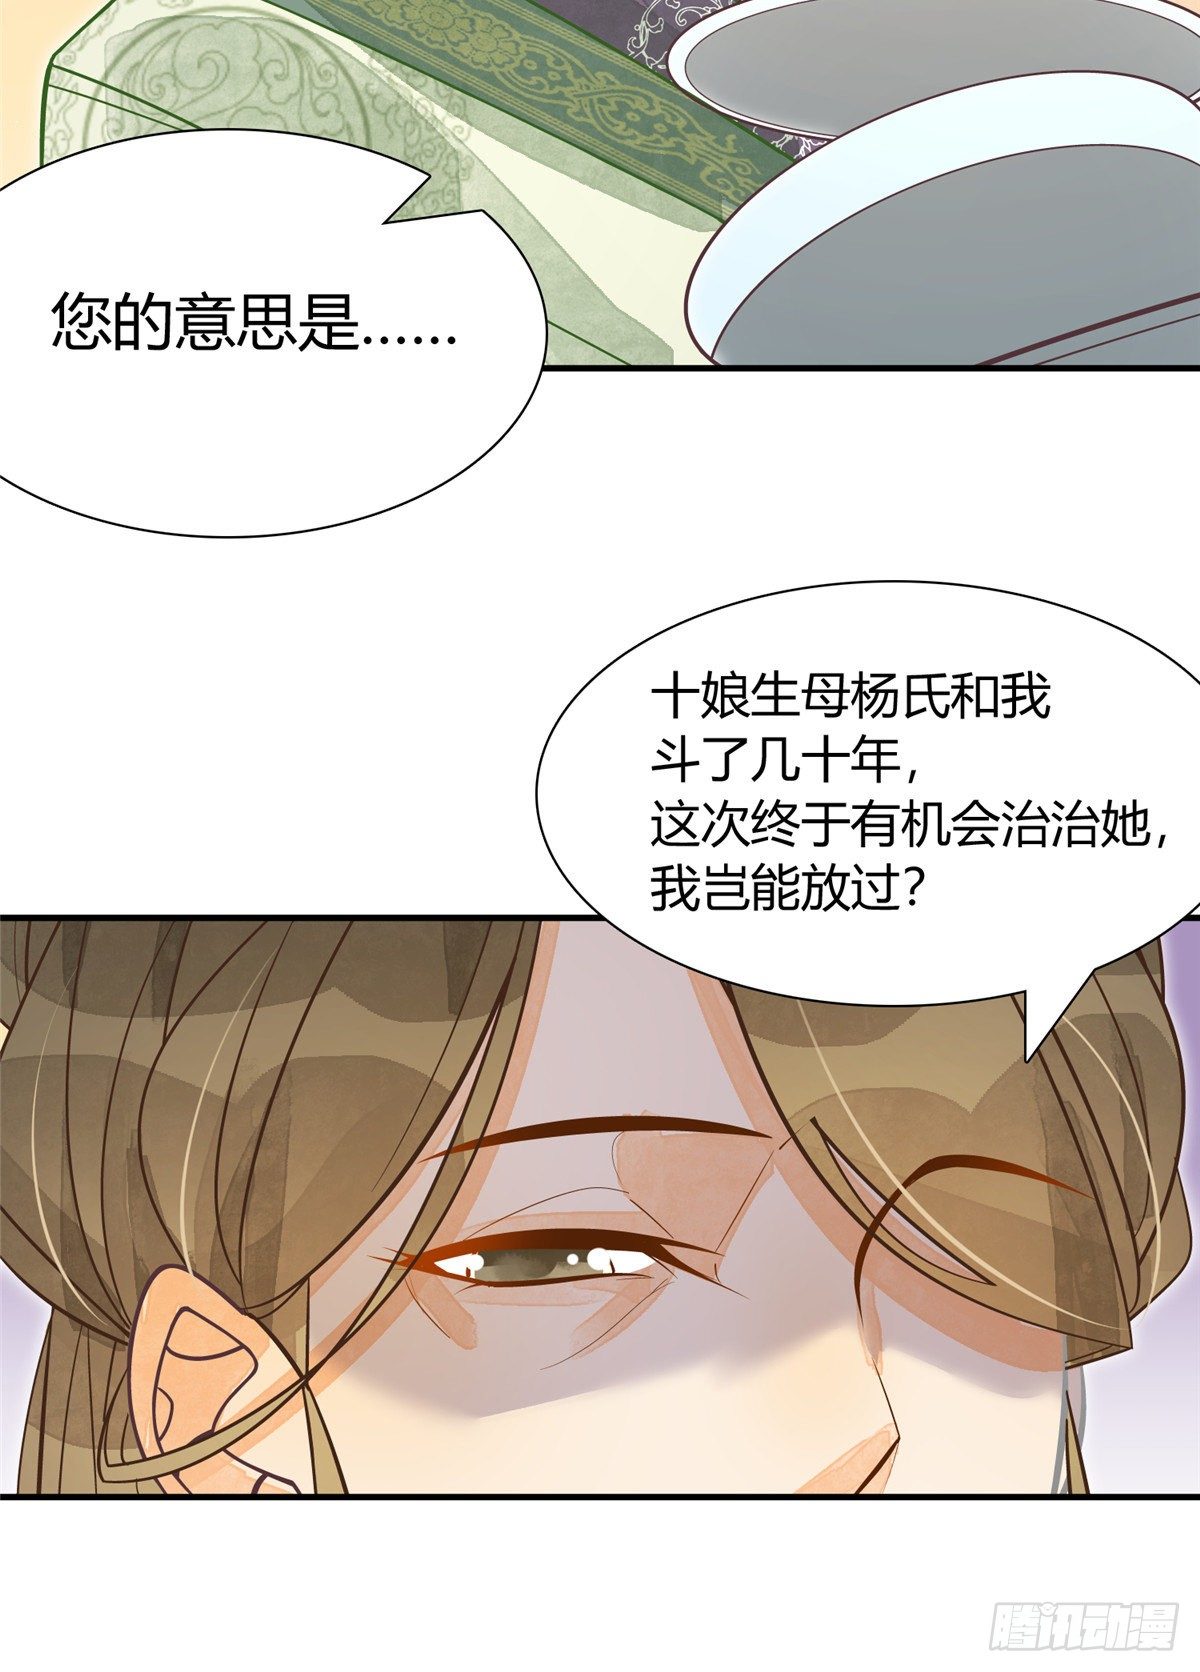 您的意思是……
十娘生母杨氏和我
斗了几十年，
这次终于有机会治治她，
我岂能放过？
腾讯动漫